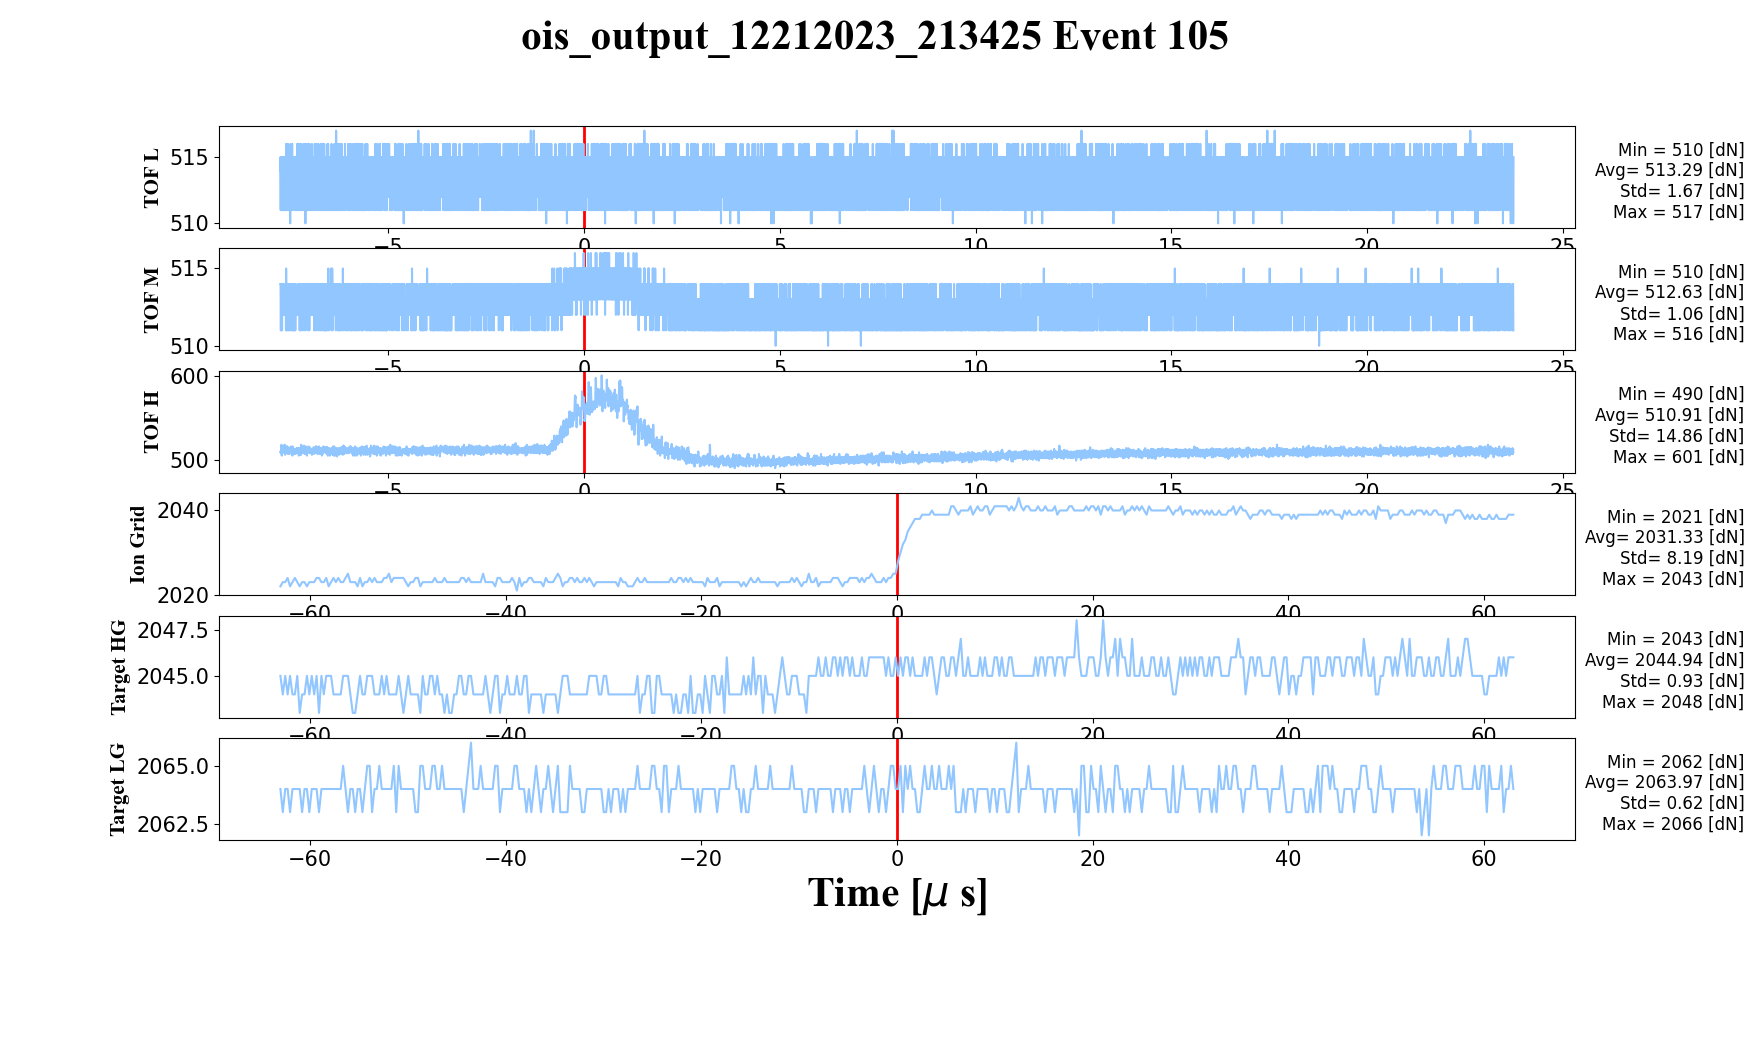 ois_output_12212023_213425 Event 105
TOF L
515
510
−5 0 5 10 15 20 25
Min = 510 [dN]
Avg= 513.29 [dN]
Std= 1.67 [dN]
Max = 517 [dN]
TOF M
515
510
−5 0 5 10 15 20 25
Min = 510 [dN]
Avg= 512.63 [dN]
Std= 1.06 [dN]
Max = 516 [dN]
TOF H
600
500
−5 0 5 10 15 20 25
Min = 490 [dN]
Avg= 510.91 [dN]
Std= 14.86 [dN]
Max = 601 [dN]
Ion Grid
2040
2020
−60 −40 −20 0 20 40 60
Min = 2021 [dN]
Avg= 2031.33 [dN]
Std= 8.19 [dN]
Max = 2043 [dN]
Target HG
2047.5
2045.0
−60 −40 −20 0 20 40 60
Min = 2043 [dN]
Avg= 2044.94 [dN]
Std= 0.93 [dN]
Max = 2048 [dN]
Target LG
2065.0
2062.5
−60 −40 −20 0 20 40 60
Min = 2062 [dN]
Avg= 2063.97 [dN]
Std= 0.62 [dN]
Max = 2066 [dN]
Time [μ s]